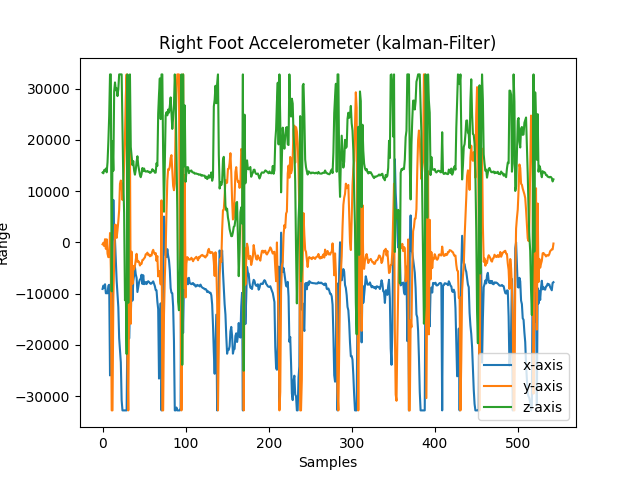 Right Foot Accelerometer (kalman-Filter)
30000
20000
10000
0
−10000
−20000
−30000
Range
0
100
200
300
400
500
Samples
x-axis
y-axis
z-axis